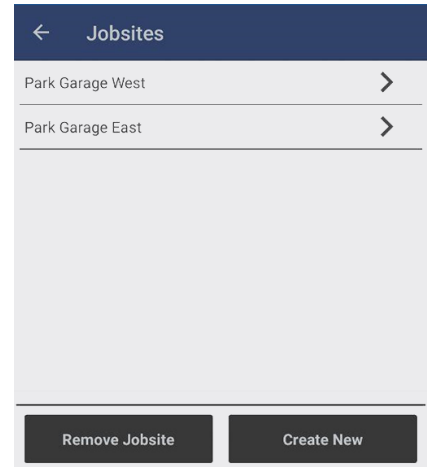 Jobsites
Park Garage West
Park Garage East
Remove Jobsite
Create New